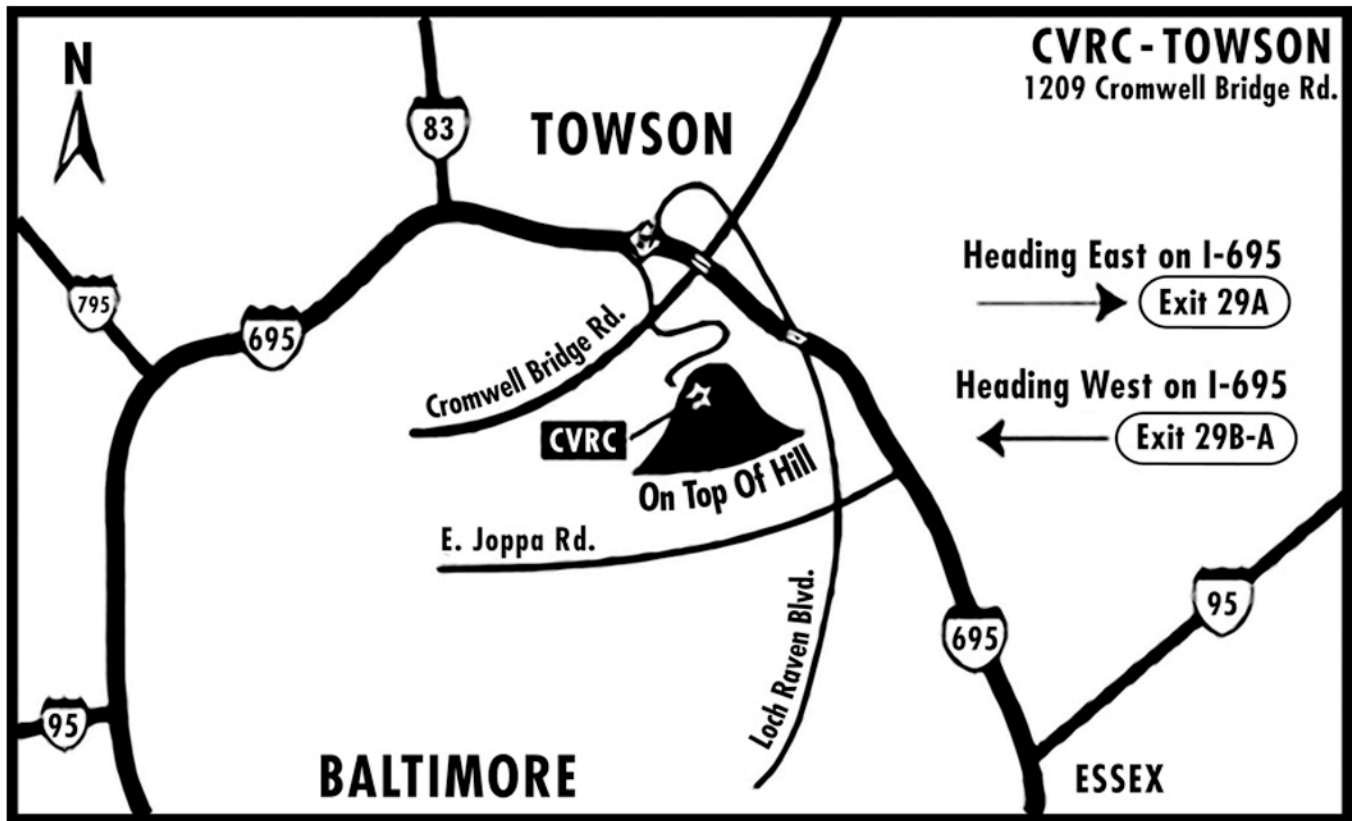 CVRC - TOWSON
1209 Cromwell Bridge Rd.
N
83
TOWSON
795
695
Heading East on I-695
Exit 29A
Cromwell Bridge Rd.
Heading West on I-695
Exit 29B-A
CVRC
On Top Of Hill
E. Joppa Rd.
Loch Raven Blvd.
695
95
95
BALTIMORE
ESSEX